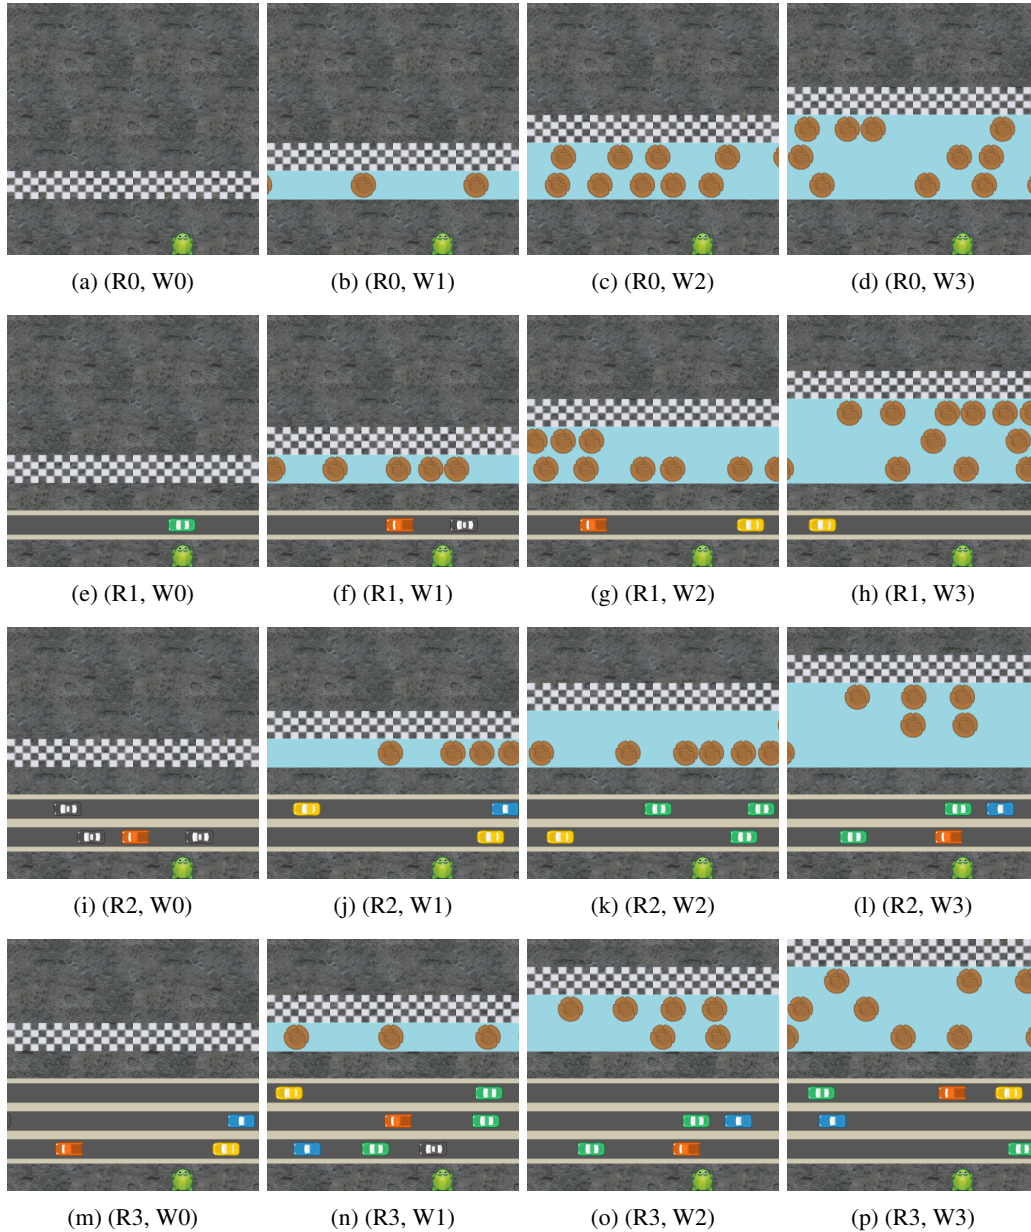 (a) (R0, W0)
(b) (R0, W1)
(c) (R0, W2)
(d) (R0, W3)
(e) (R1, W0)
(f) (R1, W1)
(g) (R1, W2)
(h) (R1, W3)
(i) (R2, W0)
(j) (R2, W1)
(k) (R2, W2)
(l) (R2, W3)
(m) (R3, W0)
(n) (R3, W1)
(o) (R3, W2)
(p) (R3, W3)